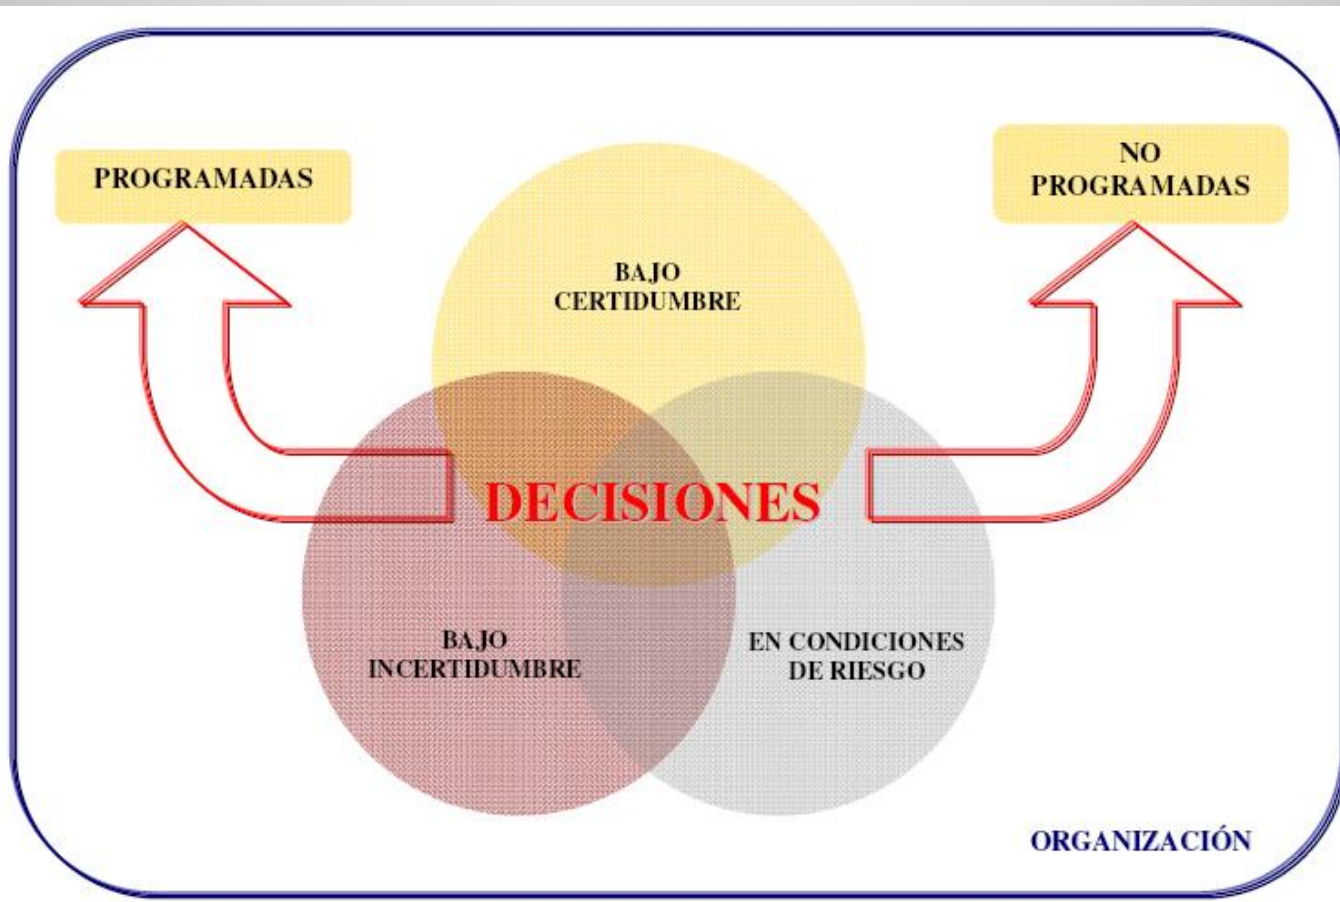 PROGRAMADAS
NO
PROGRAMADAS
BAJO
CERTIDUMBRE
DECISIONES
BAJO
INCERTIDUMBRE
EN CONDICIONES
DE RIESGO
ORGANIZACIÓN